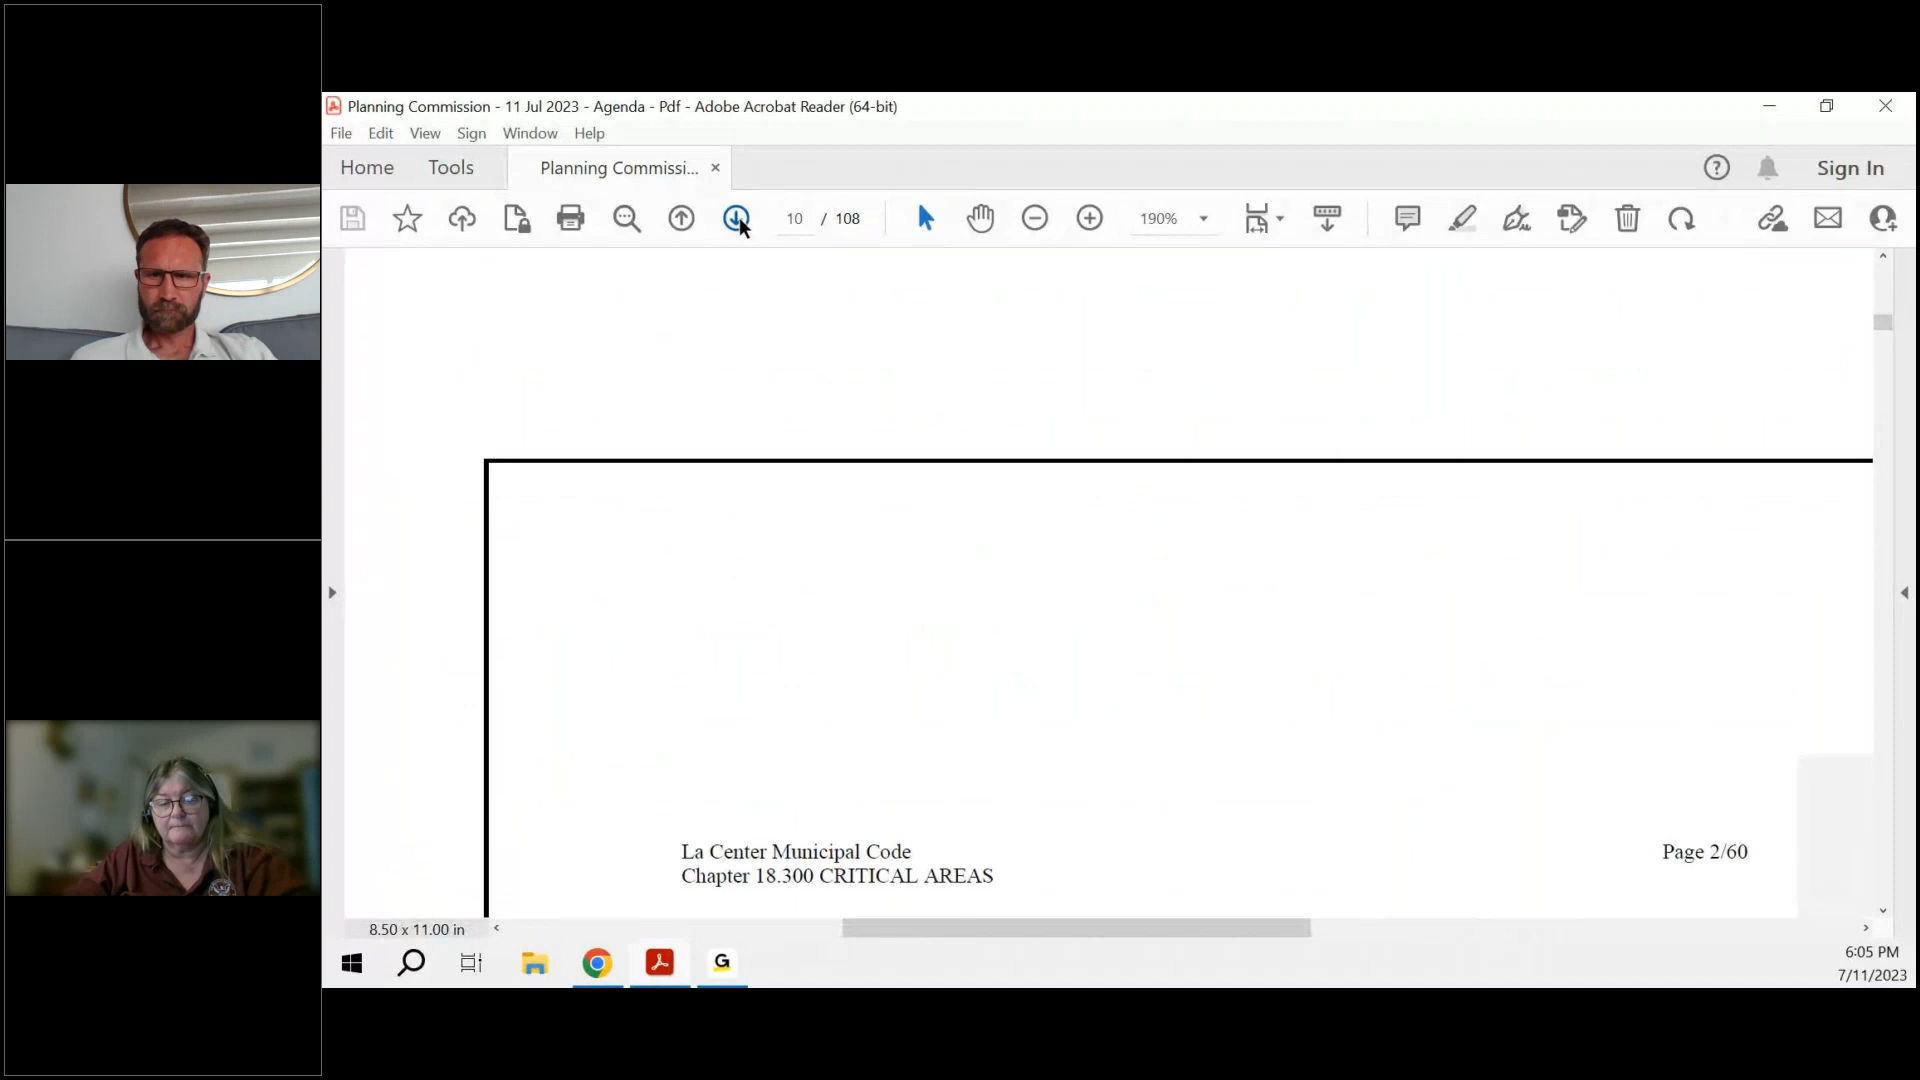 Planning Commission - 11 Jul 2023 - Agenda - Pdf - Adobe Acrobat Reader (64-bit)
File Edit View Sign Window Help
Home Tools Planning Commissi... × Sign In
10 / 108 190%
La Center Municipal Code Page 2/60
Chapter 18.300 CRITICAL AREAS
8.50 x 11.00 in
6:05 PM
7/11/2023